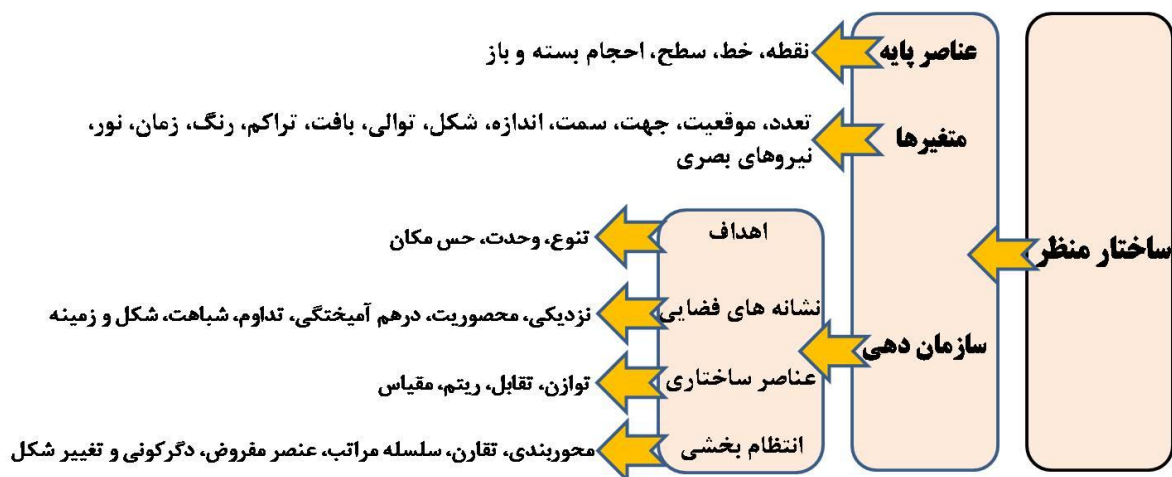 ساختار منظر
عناصر پایه
نقطه، خط، سطح، احجام بسته و باز
متغیرها
تعدد، موقعیت، جهت، سمت، اندازه، شکل، توالی، بافت، تراکم، رنگ، زمان، نور،
نیروهای بصری
سازمان دهی
اهداف
تنوع، وحدت، حس مکان
نشانه های فضایی
نزدیکی، محصوریت، درهم آمیختگی، تداوم، شباهت، شکل و زمینه
عناصر ساختاری
توازن، تقابل، ریتم، مقیاس
انتظام بخشی
محوربندی، تقارن، سلسله مراتب، عنصر مفروض، دگرکونی و تغییر شکل